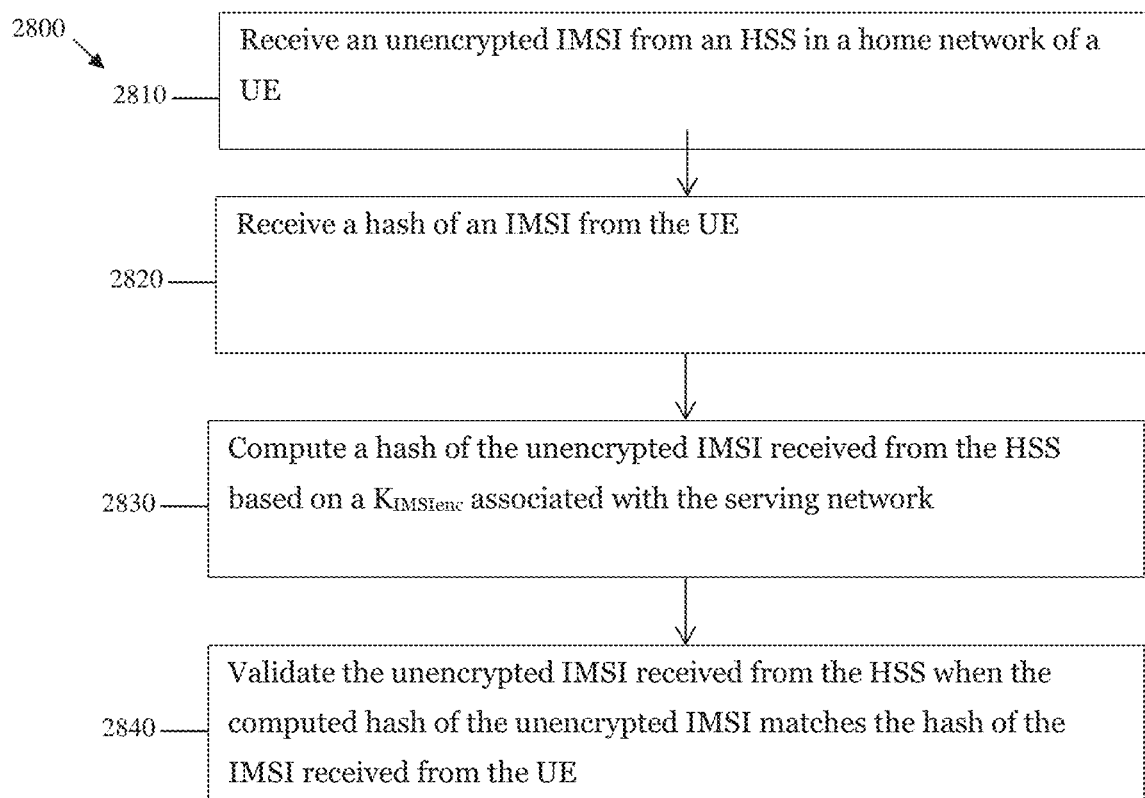 2800
Receive an unencrypted IMSI from an HSS in a home network of a
UE
2810
Receive a hash of an IMSI from the UE
2820
Compute a hash of the unencrypted IMSI received from the HSS
based on a KIMSIenc associated with the serving network
2830
Validate the unencrypted IMSI received from the HSS when the
computed hash of the unencrypted IMSI matches the hash of the
IMSI received from the UE
2840